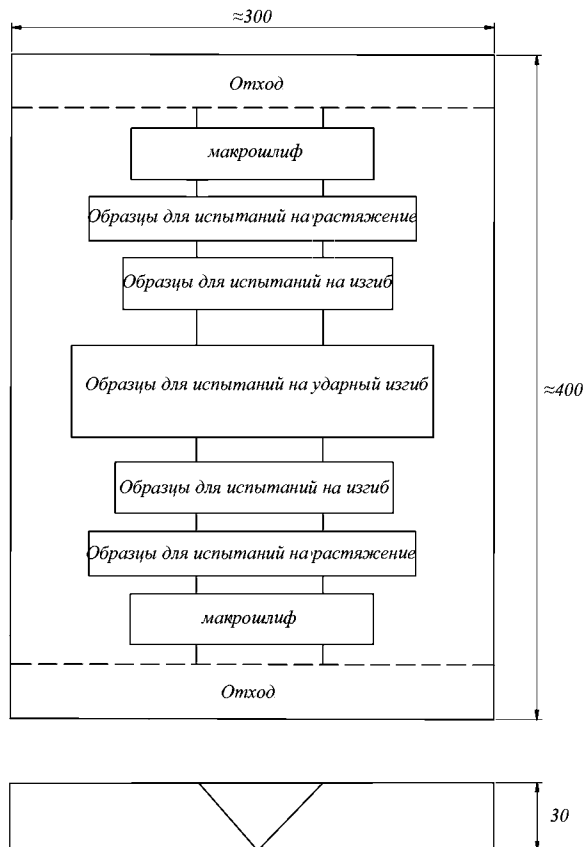 ≈300
Отход
макрошлиф
Образцы для испытаний на растяжение
Образцы для испытаний на изгиб
Образцы для испытаний на ударный изгиб
≈400
Образцы для испытаний на изгиб
Образцы для испытаний на растяжение
макрошлиф
Отход
30